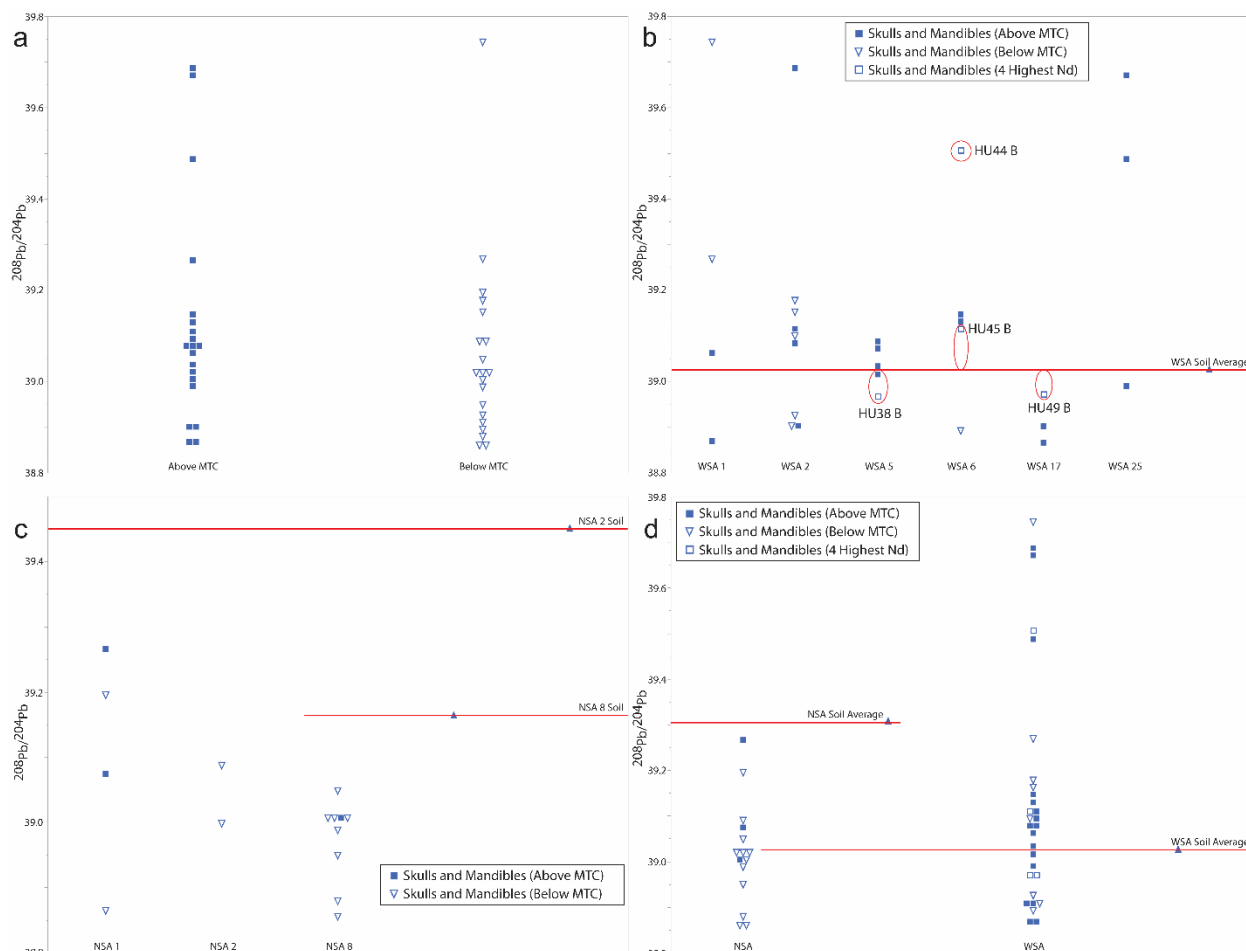 a
39.8
39.6
39.4
39.2
39.0
38.8
208Pb/204Pb
Above MTC
Below MTC
b
39.8
39.6
39.4
39.2
39.0
38.8
208Pb/204Pb
Skulls and Mandibles (Above MTC)
Skulls and Mandibles (Below MTC)
Skulls and Mandibles (4 Highest Nd)
HU44 B
HU45 B
WSA Soil Average
HU38 B
HU49 B
WSA 1
WSA 2
WSA 5
WSA 6
WSA 17
WSA 25
c
39.4
39.2
39.0
208Pb/204Pb
NSA 2 Soil
NSA 8 Soil
Skulls and Mandibles (Above MTC)
Skulls and Mandibles (Below MTC)
NSA 1
NSA 2
NSA 8
d
39.8
39.6
39.4
39.2
39.0
208Pb/204Pb
Skulls and Mandibles (Above MTC)
Skulls and Mandibles (Below MTC)
Skulls and Mandibles (4 Highest Nd)
NSA Soil Average
WSA Soil Average
NSA
WSA